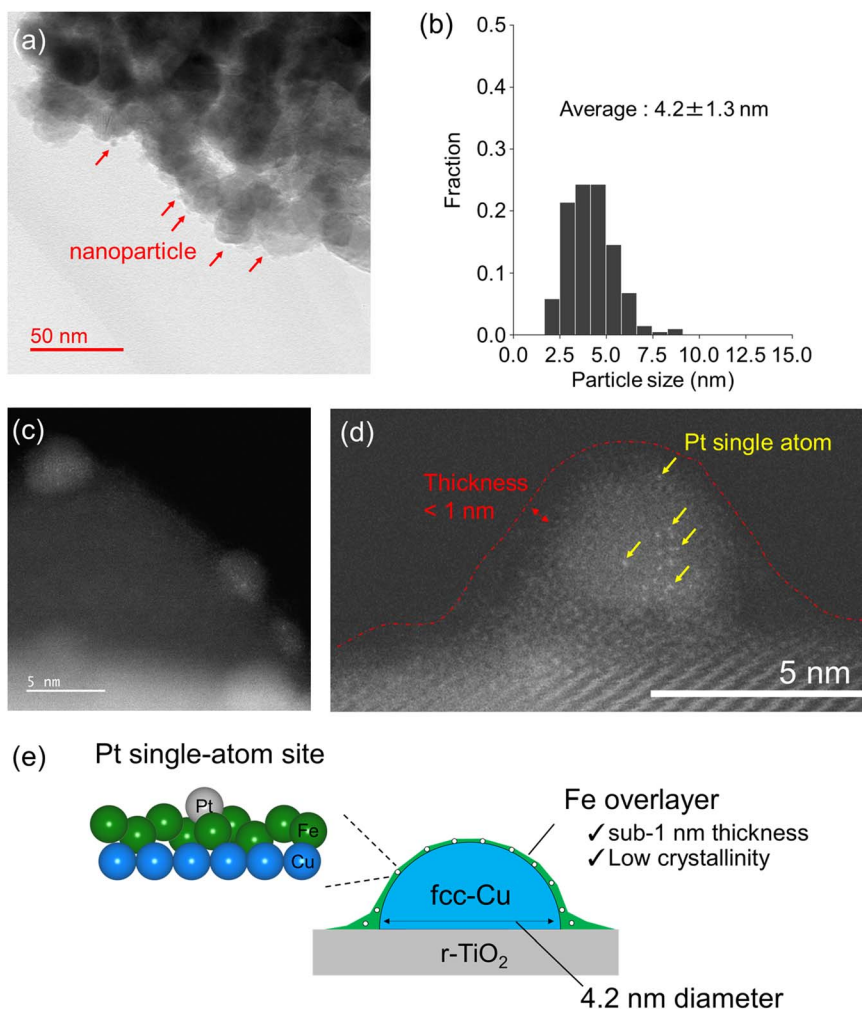 (a)
nanoparticle
50 nm
(b)
0.5
0.4
0.3
0.2
0.1
0.0
Fraction
Average : 4.2±1.3 nm
0.0 2.5 5.0 7.5 10.0 12.5 15.0
Particle size (nm)
(c)
5 nm
(d)
Pt single atom
Thickness
< 1 nm
5 nm
(e)
Pt single-atom site
Pt
Fe
Cu
Fe overlayer
✓sub-1 nm thickness
✓Low crystallinity
fcc-Cu
r-TiO₂
4.2 nm diameter